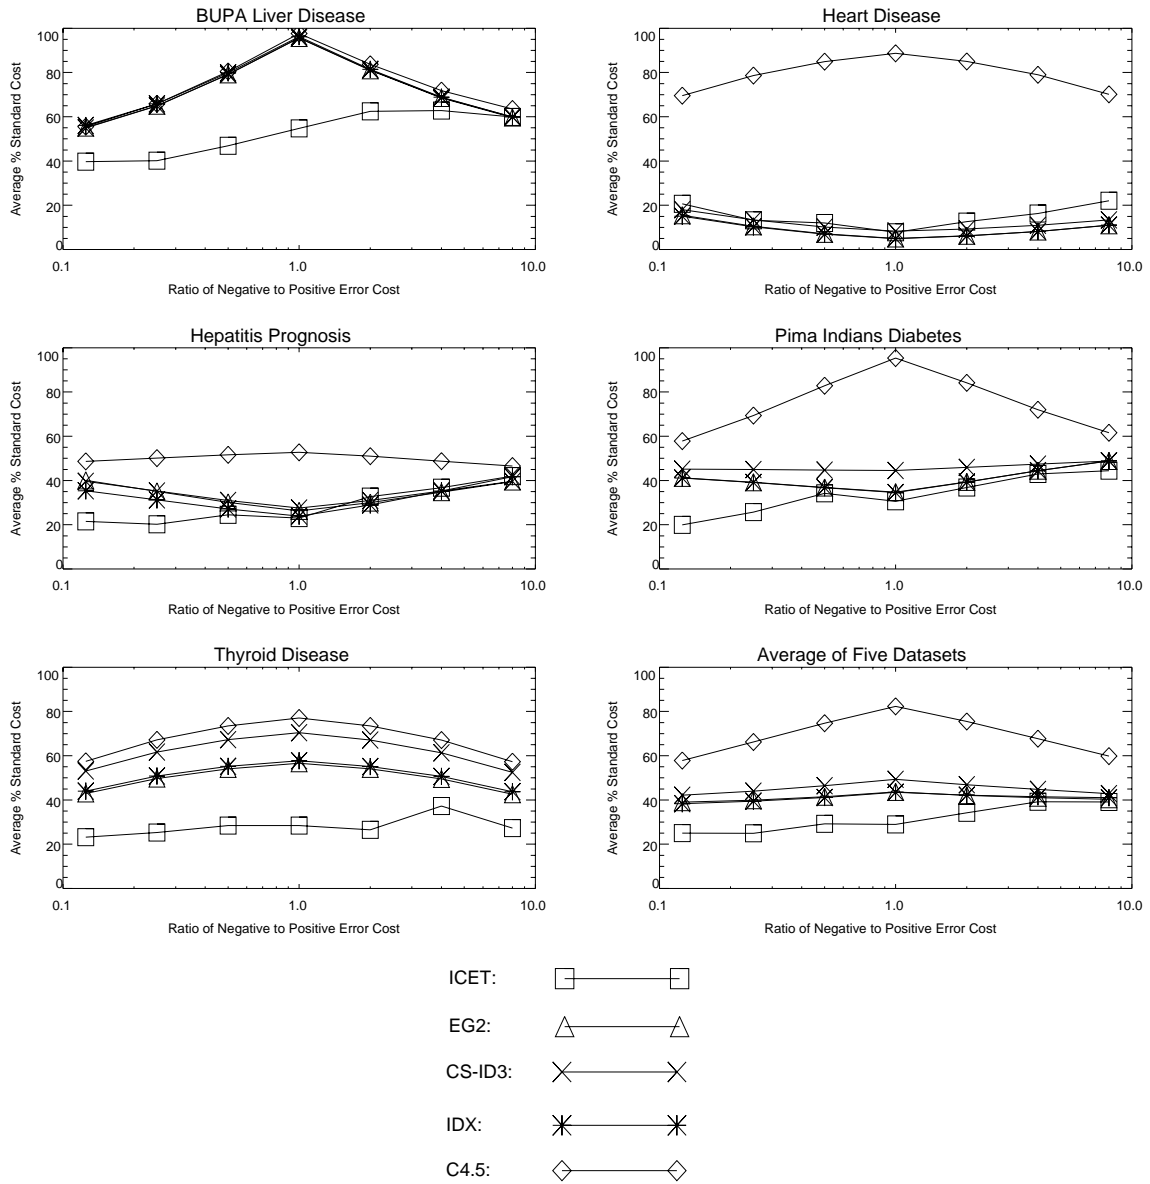 BUPA Liver Disease
Average % Standard Cost
100
80
60
40
20
0
0.1
1.0
10.0
Ratio of Negative to Positive Error Cost
Heart Disease
Average % Standard Cost
100
80
60
40
20
0
0.1
1.0
10.0
Ratio of Negative to Positive Error Cost
Hepatitis Prognosis
Average % Standard Cost
100
80
60
40
20
0
0.1
1.0
10.0
Ratio of Negative to Positive Error Cost
Pima Indians Diabetes
Average % Standard Cost
100
80
60
40
20
0
0.1
1.0
10.0
Ratio of Negative to Positive Error Cost
Thyroid Disease
Average % Standard Cost
100
80
60
40
20
0
0.1
1.0
10.0
Ratio of Negative to Positive Error Cost
Average of Five Datasets
Average % Standard Cost
100
80
60
40
20
0
0.1
1.0
10.0
Ratio of Negative to Positive Error Cost
ICET:
EG2:
CS-ID3:
IDX:
C4.5: